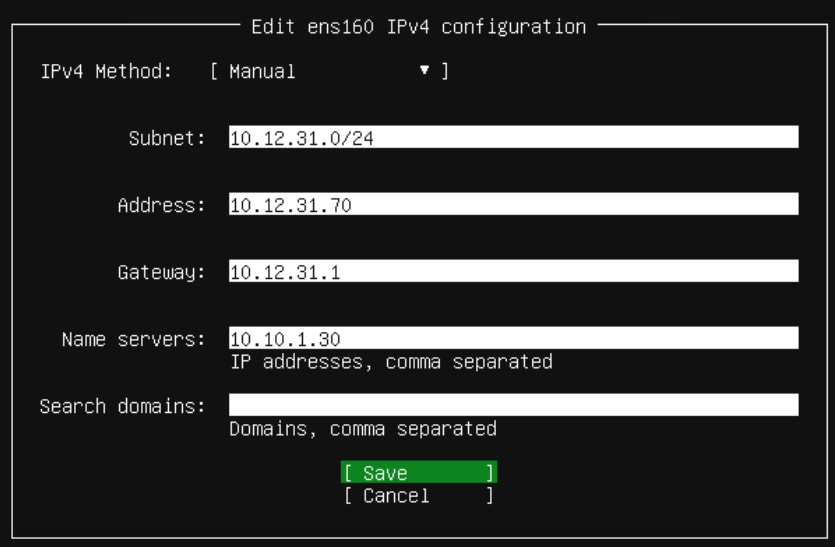 Edit ens160 IPv4 configuration
IPv4 Method: [ Manual ▾ ]
Subnet: 10.12.31.0/24
Address: 10.12.31.70
Gateway: 10.12.31.1
Name servers: 10.10.1.30
IP addresses, comma separated
Search domains:
Domains, comma separated
[ Save ]
[ Cancel ]